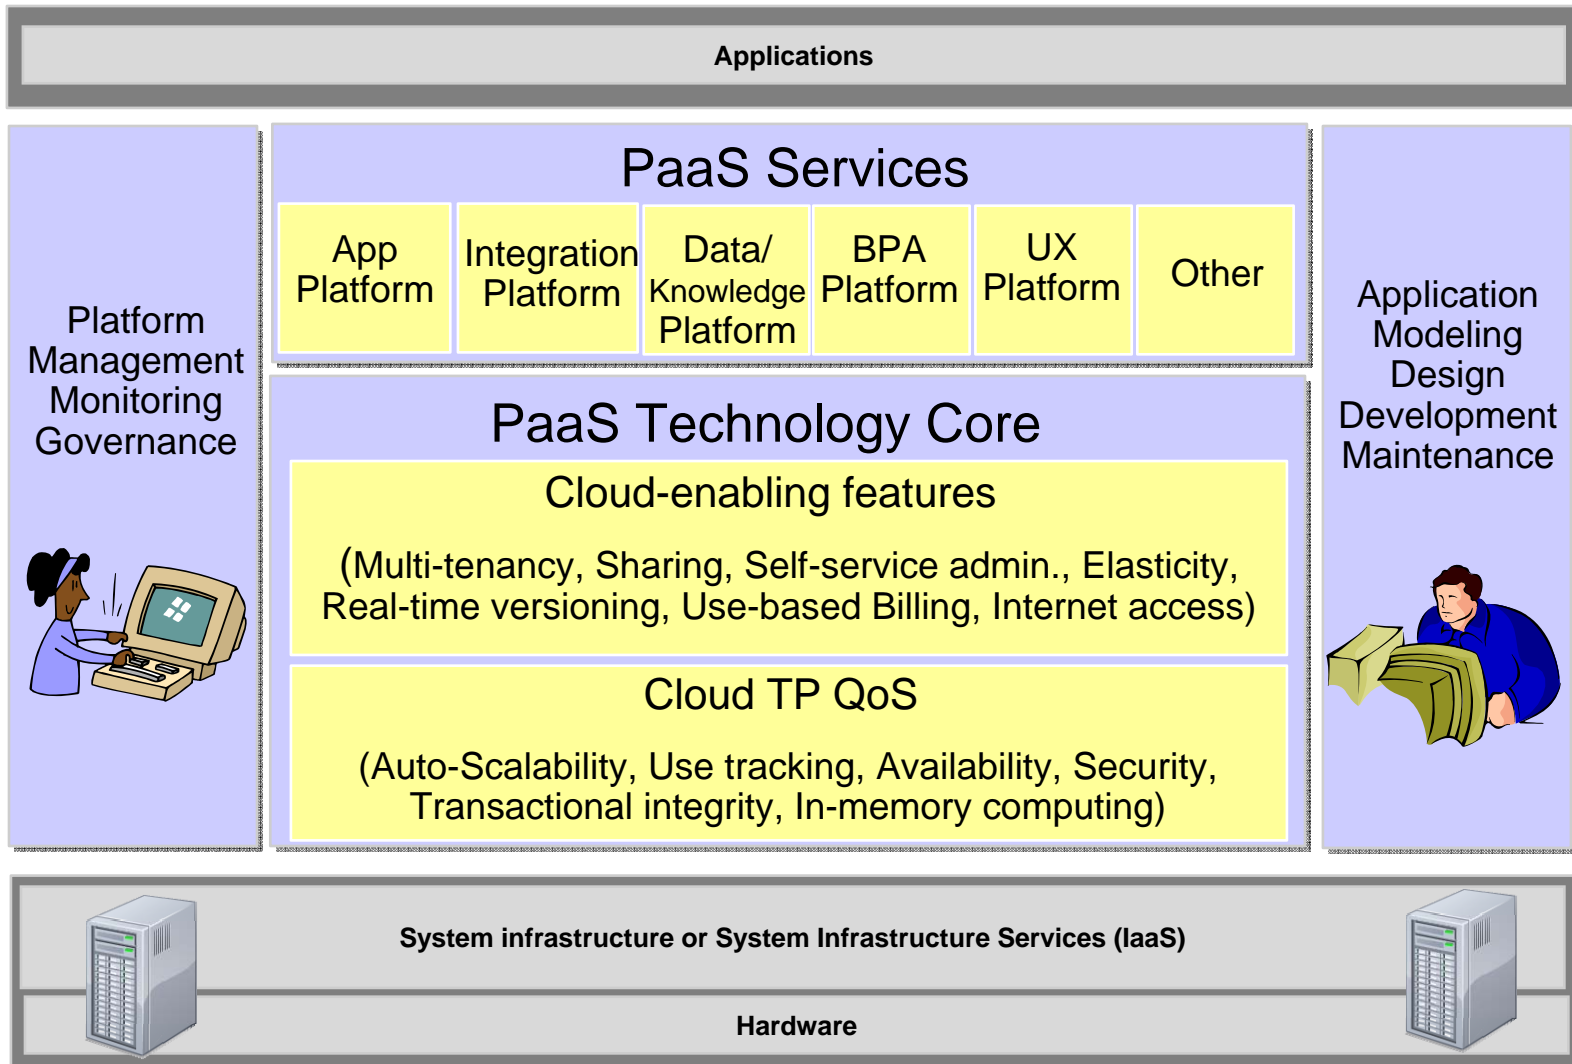 Applications
Platform
Management
Monitoring
Governance
PaaS Services
App
Platform
Integration
Platform
Data/
Knowledge
Platform
BPA
Platform
UX
Platform
Other
PaaS Technology Core
Cloud-enabling features
(Multi-tenancy, Sharing, Self-service admin., Elasticity,
Real-time versioning, Use-based Billing, Internet access)
Cloud TP QoS
(Auto-Scalability, Use tracking, Availability, Security,
Transactional integrity, In-memory computing)
Application
Modeling
Design
Development
Maintenance
System infrastructure or System Infrastructure Services (IaaS)
Hardware